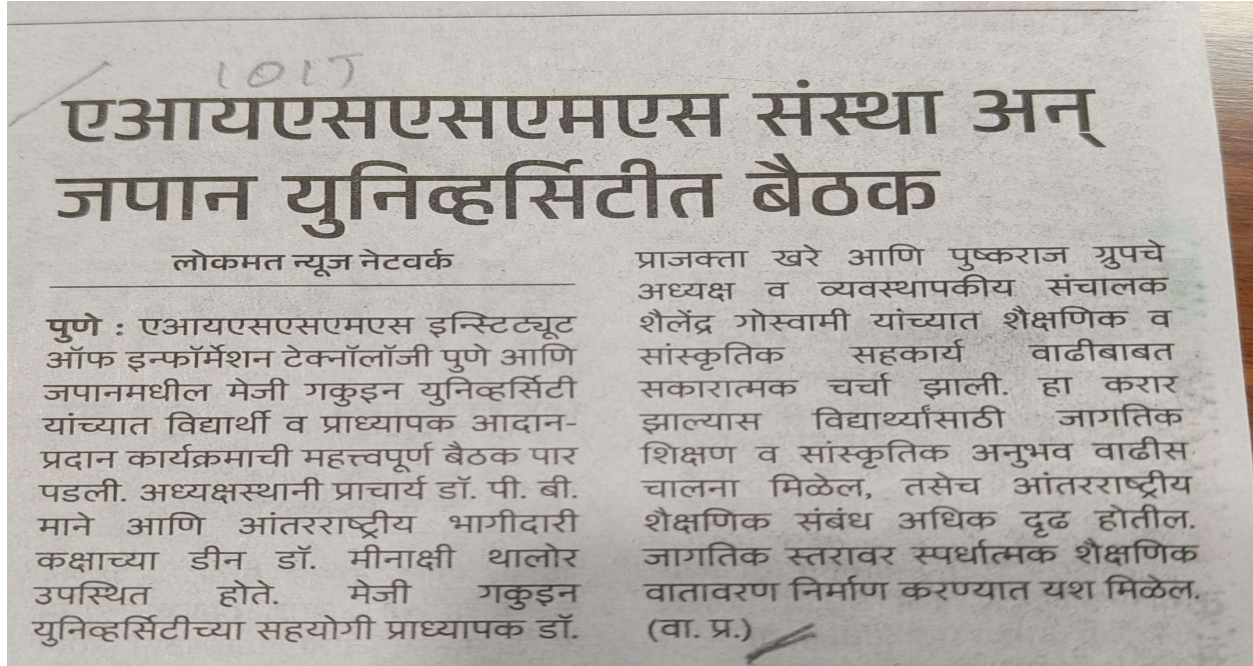 1017
एआयएसएसएमएस संस्था अन्
जपान युनिव्हर्सिटीत बैठक
लोकमत न्यूज नेटवर्क
पुणे : एआयएसएसएमएस इन्स्टिट्यूट
ऑफ इन्फॉर्मेशन टेक्नॉलॉजी पुणे आणि
जपानमधील मेजी गकुइन युनिव्हर्सिटी
यांच्यात विद्यार्थी व प्राध्यापक आदान-
प्रदान कार्यक्रमाची महत्त्वपूर्ण बैठक पार
पडली. अध्यक्षस्थानी प्राचार्य डॉ. पी. बी.
माने आणि आंतरराष्ट्रीय भागीदारी
कक्षाच्या डीन डॉ. मीनाक्षी थालोर
उपस्थित होते. मेजी गकुइन
युनिव्हर्सिटीच्या सहयोगी प्राध्यापक डॉ.
प्राजक्ता खरे आणि पुष्कराज ग्रुपचे
अध्यक्ष व व्यवस्थापकीय संचालक
शैलेंद्र गोस्वामी यांच्यात शैक्षणिक व
सांस्कृतिक सहकार्य वाढीबाबत
सकारात्मक चर्चा झाली. हा करार
झाल्यास विद्यार्थ्यांसाठी जागतिक
शिक्षण व सांस्कृतिक अनुभव वाढीस
चालना मिळेल, तसेच आंतरराष्ट्रीय
शैक्षणिक संबंध अधिक दृढ होतील.
जागतिक स्तरावर स्पर्धात्मक शैक्षणिक
वातावरण निर्माण करण्यात यश मिळेल.
(वा. प्र.)